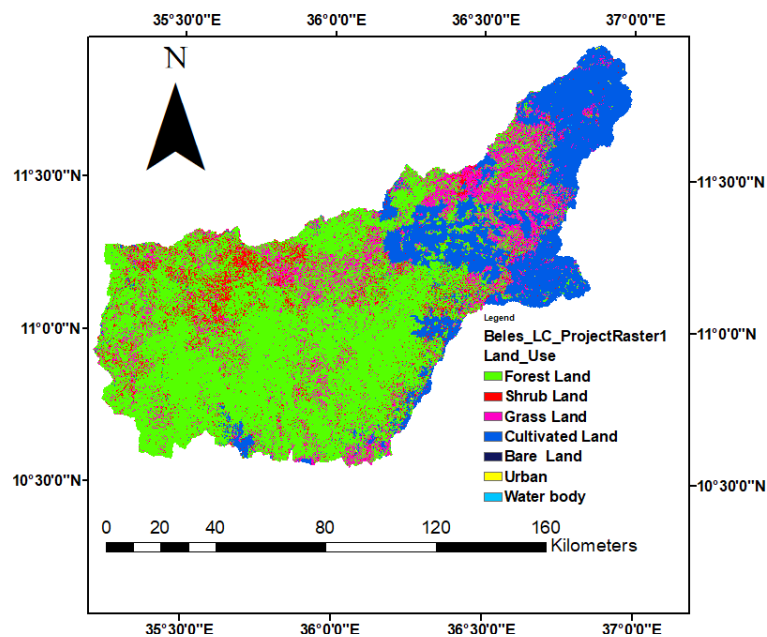 35°30'0"E 36°0'0"E 36°30'0"E 37°0'0"E
N
11°30'0"N 11°30'0"N
11°0'0"N 11°0'0"N
Legend
Beles_LC_ProjectRaster1
Land_Use
Forest Land
Shrub Land
Grass Land
Cultivated Land
Bare Land
Urban
Water body
10°30'0"N 10°30'0"N
0 20 40 80 120 160
Kilometers
35°30'0"E 36°0'0"E 36°30'0"E 37°0'0"E